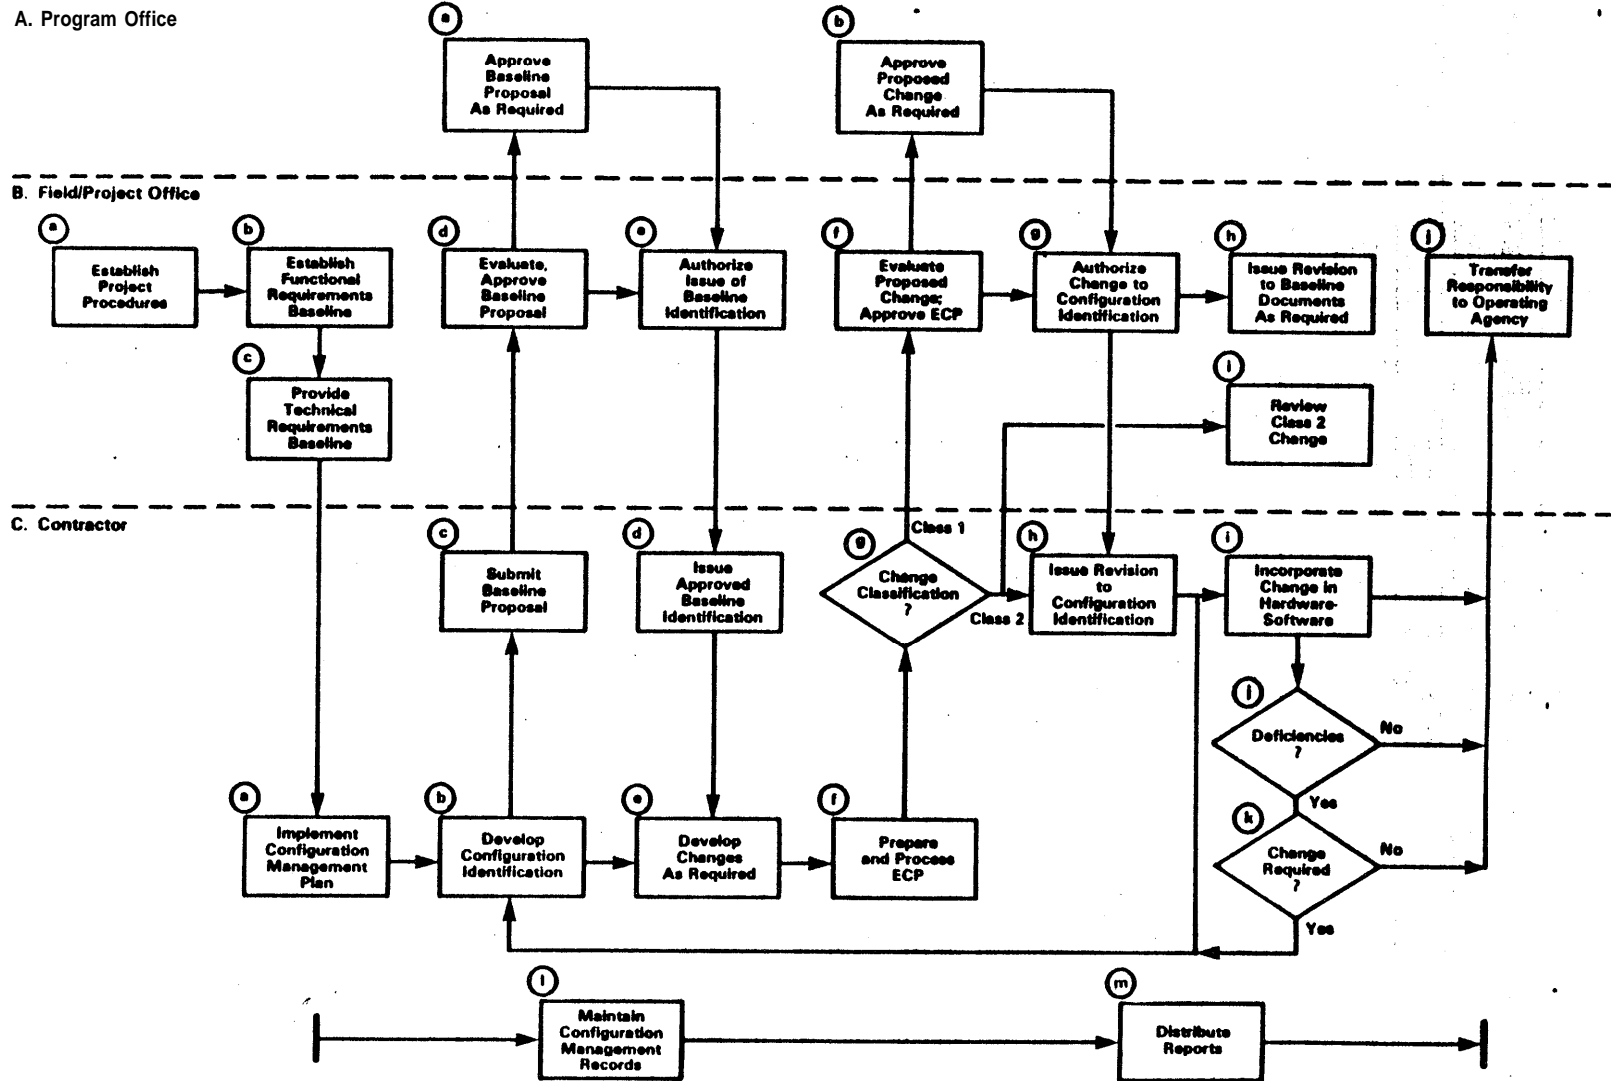 A. Program Office
a
Approve
Baseline
Proposal
As Required
b
Approve
Proposed
Change
As Required
B. Field/Project Office
a
Establish
Project
Procedures
b
Establish
Functional
Requirements
Baseline
c
Provide
Technical
Requirements
Baseline
d
Evaluate,
Approve
Baseline
Proposal
e
Authorize
Issue of
Baseline
Identification
f
Evaluate
Proposed
Change;
Approve ECP
g
Authorize
Change to
Configuration
Identification
h
Issue Revision
to Baseline
Documents
As Required
i
Review
Class 2
Change
j
Transfer
Responsibility
to Operating
Agency
C. Contractor
a
Implement
Configuration
Management
Plan
b
Develop
Configuration
Identification
c
Submit
Baseline
Proposal
d
Issue
Approved
Baseline
Identification
e
Develop
Changes
As Required
f
Prepare
and Process
ECP
g
Change
Classification
?
Class 1
Class 2
h
Issue Revision
to
Configuration
Identification
i
Incorporate
Change in
Hardware-
Software
j
Deficiencies
?
No
Yes
k
Change
Required
?
No
Yes
l
Maintain
Configuration
Management
Records
m
Distribute
Reports